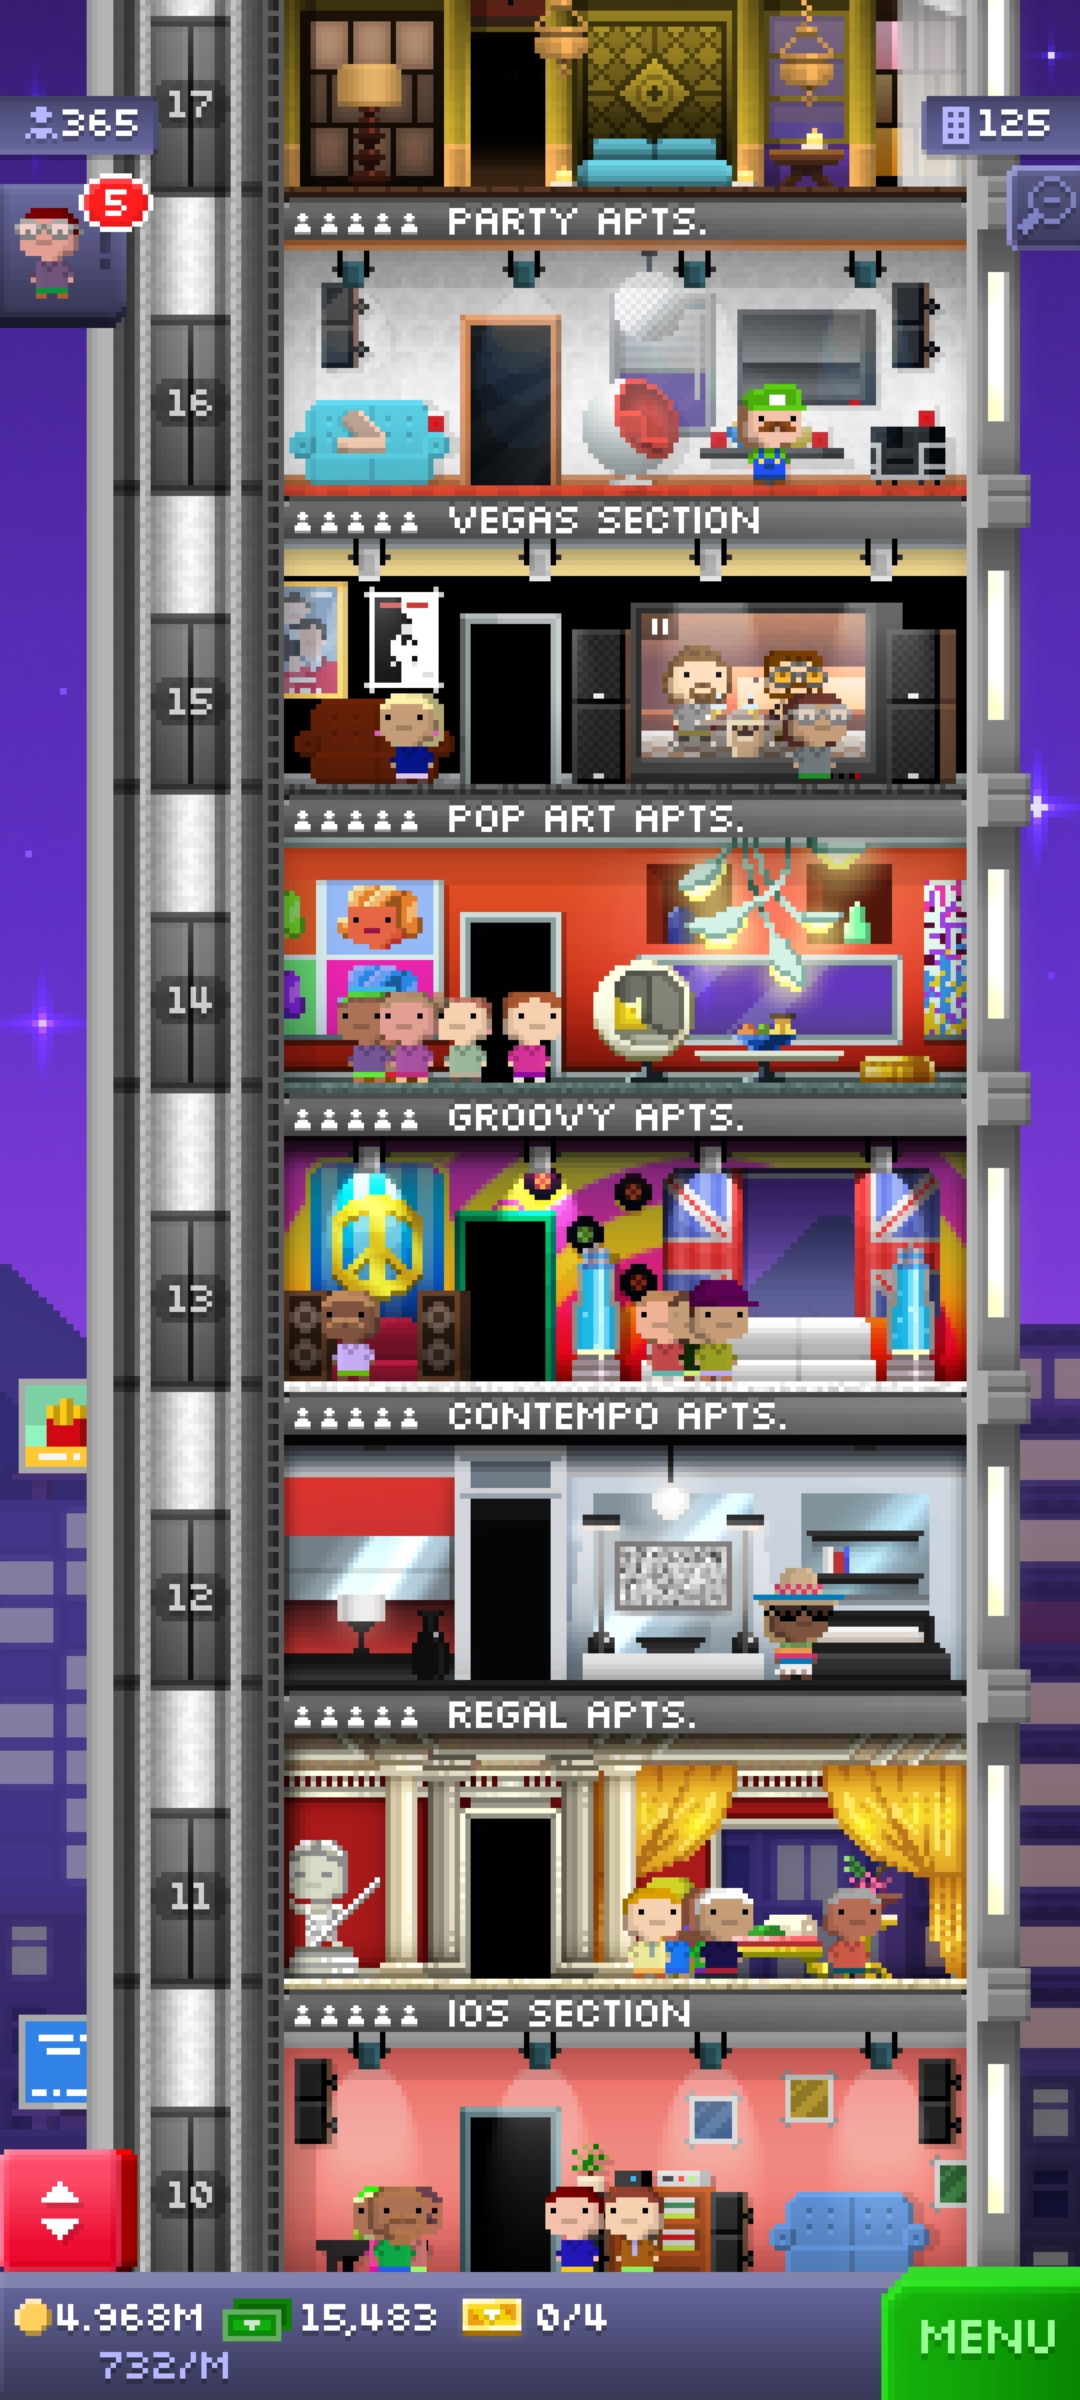 17
365
125
5
PARTY APTS.
16
VEGAS SECTION
15
POP ART APTS.
14
GROOVY APTS.
13
CONTEMPO APTS.
12
REGAL APTS.
11
IOS SECTION
10
4.968M 15,483 0/4
732/M
MENU